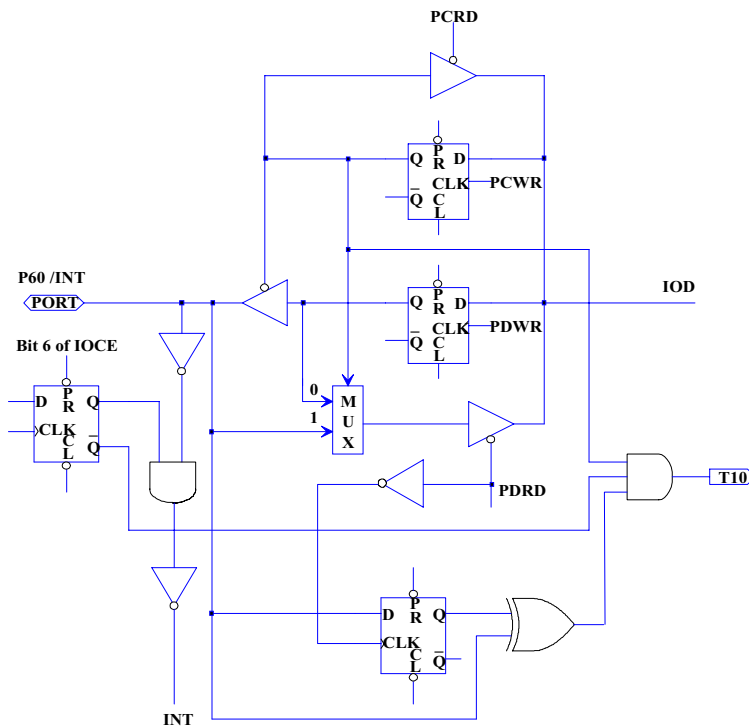 PCRD
Q P R D
CLK PCWR
Q̅ C L
P60 /INT
PORT
IOD
Q P R D
CLK PDWR
Q̅ C L
Bit 6 of IOCE
D P R Q
CLK
C L Q̅
0
1
M U X
PDRD
T10
D P R Q
CLK
C L Q̅
INT